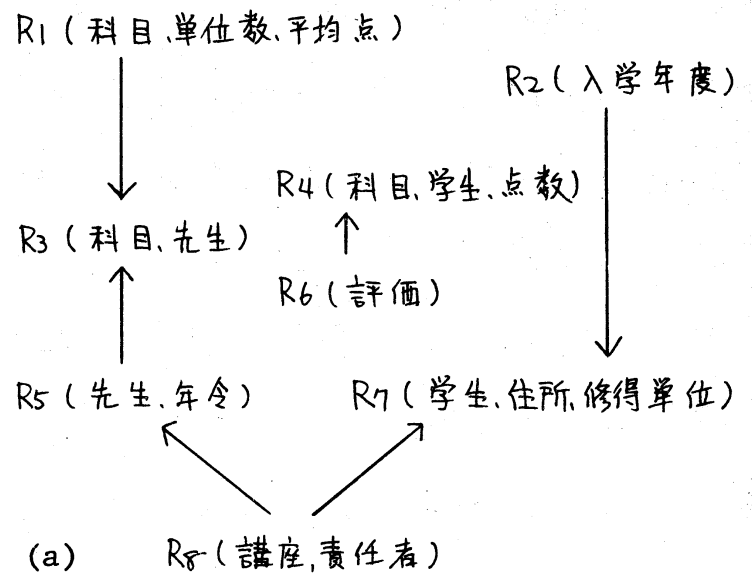 R1(科目、単位数、平均点)
R2(入学年度)
R4(科目、学生、点数)
R3(科目、先生)
R6(評価)
R5(先生、年令)
R7(学生、住所、修得単位)
(a)
R8(講座,責任者)